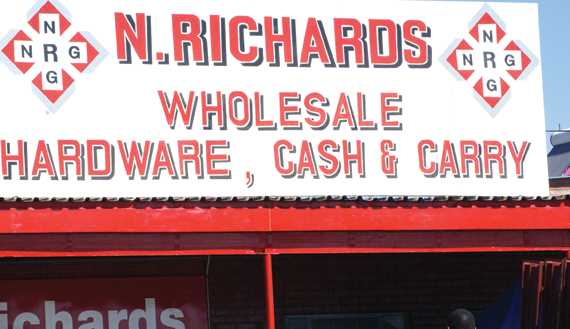 N
NRG
G
N.RICHARDS
N
NRG
G
WHOLESALE
HARDWARE, CASH & CARRY
ichards